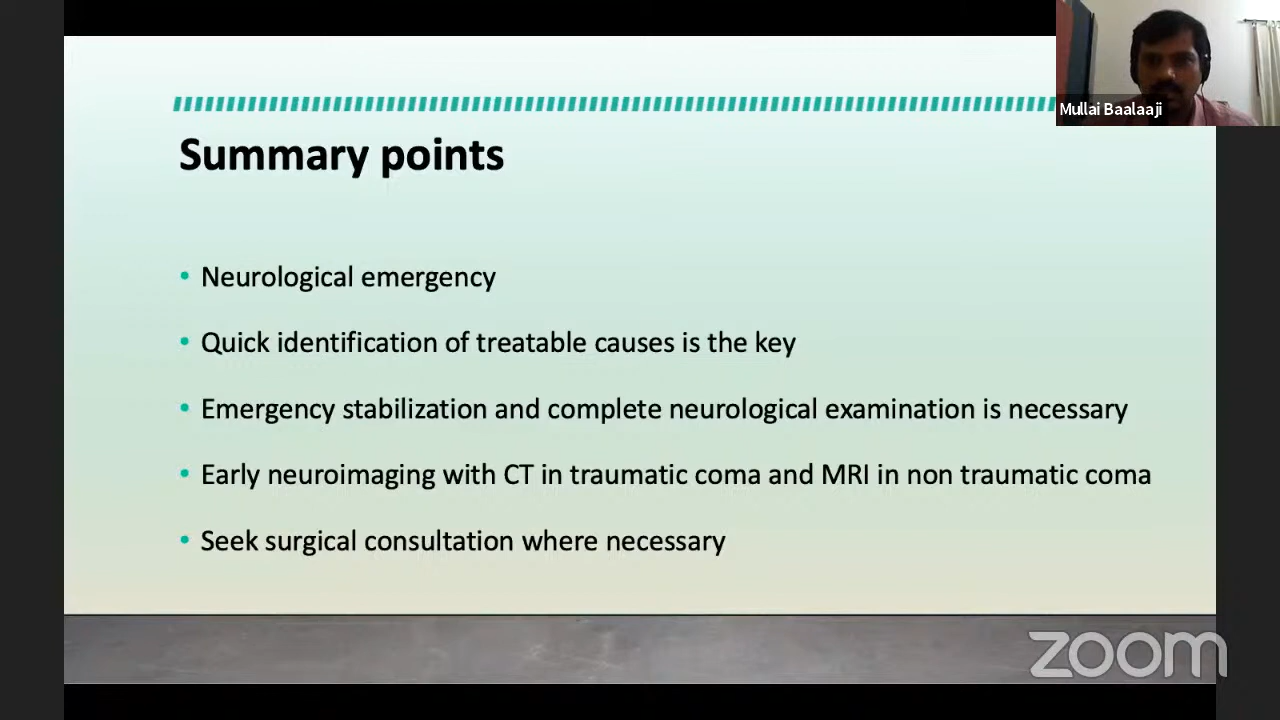 Mullai Baalaaji
Summary points
• Neurological emergency
• Quick identification of treatable causes is the key
• Emergency stabilization and complete neurological examination is necessary
• Early neuroimaging with CT in traumatic coma and MRI in non traumatic coma
• Seek surgical consultation where necessary
zoom